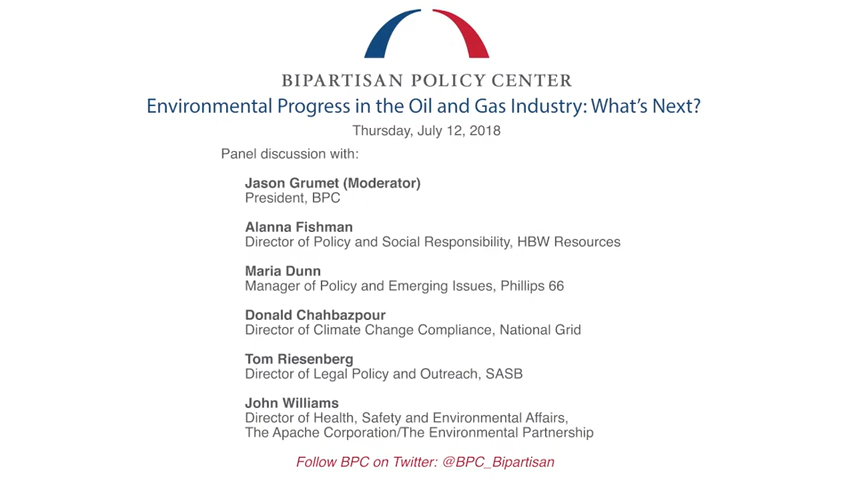 BIPARTISAN POLICY CENTER
Environmental Progress in the Oil and Gas Industry: What's Next?
Thursday, July 12, 2018
Panel discussion with:
Jason Grumet (Moderator)
President, BPC
Alanna Fishman
Director of Policy and Social Responsibility, HBW Resources
Maria Dunn
Manager of Policy and Emerging Issues, Phillips 66
Donald Chahbazpour
Director of Climate Change Compliance, National Grid
Tom Riesenberg
Director of Legal Policy and Outreach, SASB
John Williams
Director of Health, Safety and Environmental Affairs,
The Apache Corporation/The Environmental Partnership
Follow BPC on Twitter: @BPC_Bipartisan